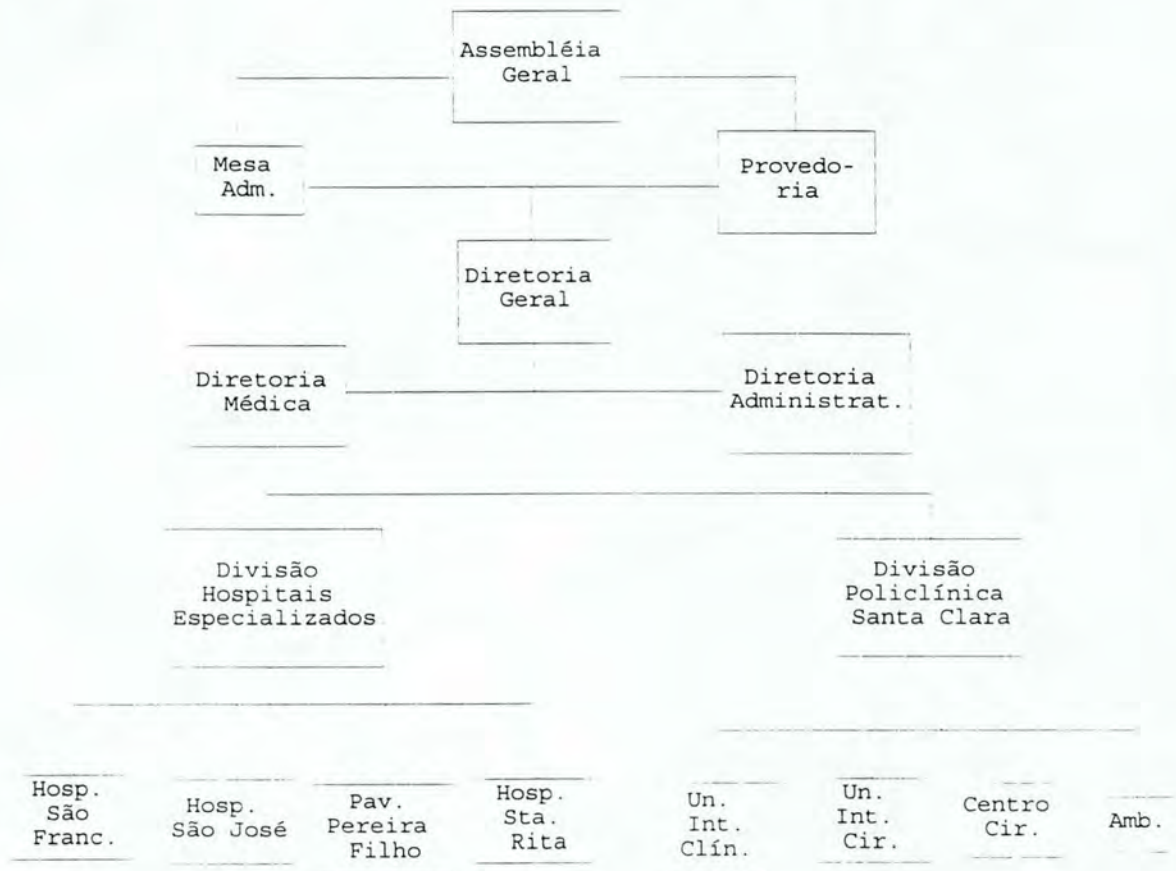 Assembléia
Geral
Mesa
Adm.
Provedo-
ria
Diretoria
Geral
Diretoria
Médica
Diretoria
Administrat.
Divisão
Hospitais
Especializados
Divisão
Policlínica
Santa Clara
Hosp.
São
Franc.
Hosp.
São José
Pav.
Pereira
Filho
Hosp.
Sta.
Rita
Un.
Int.
Clín.
Un.
Int.
Cir.
Centro
Cir.
Amb.